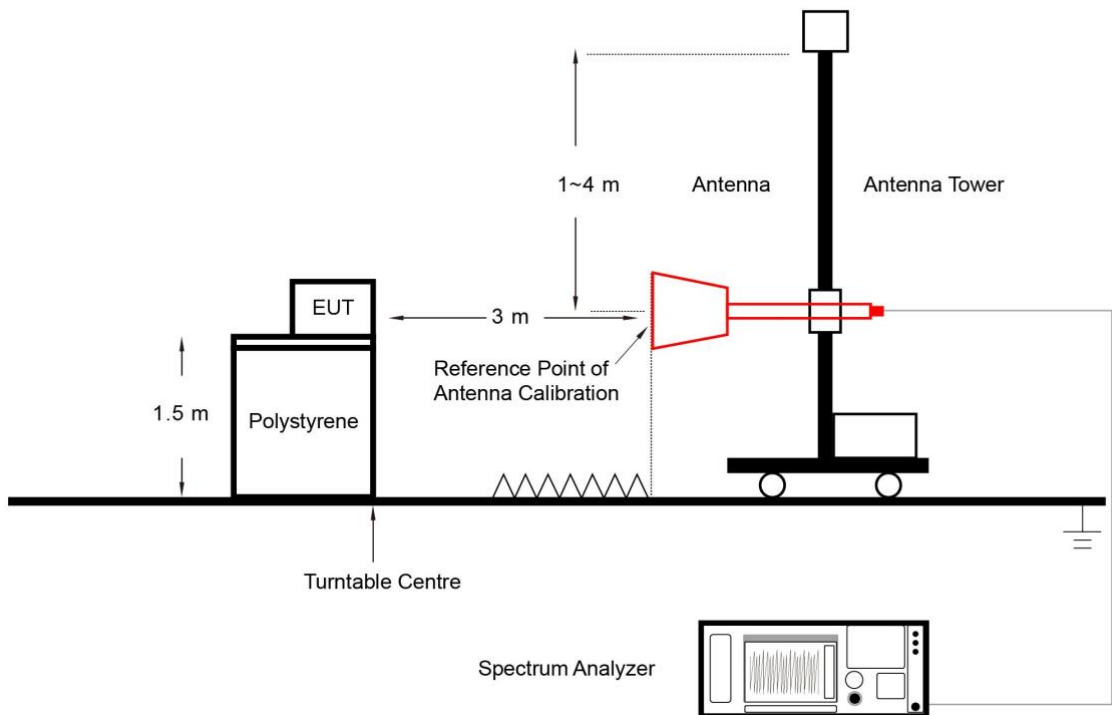 1~4 m
Antenna
Antenna Tower
EUT
3 m
Reference Point of
Antenna Calibration
1.5 m
Polystyrene
Turntable Centre
Spectrum Analyzer